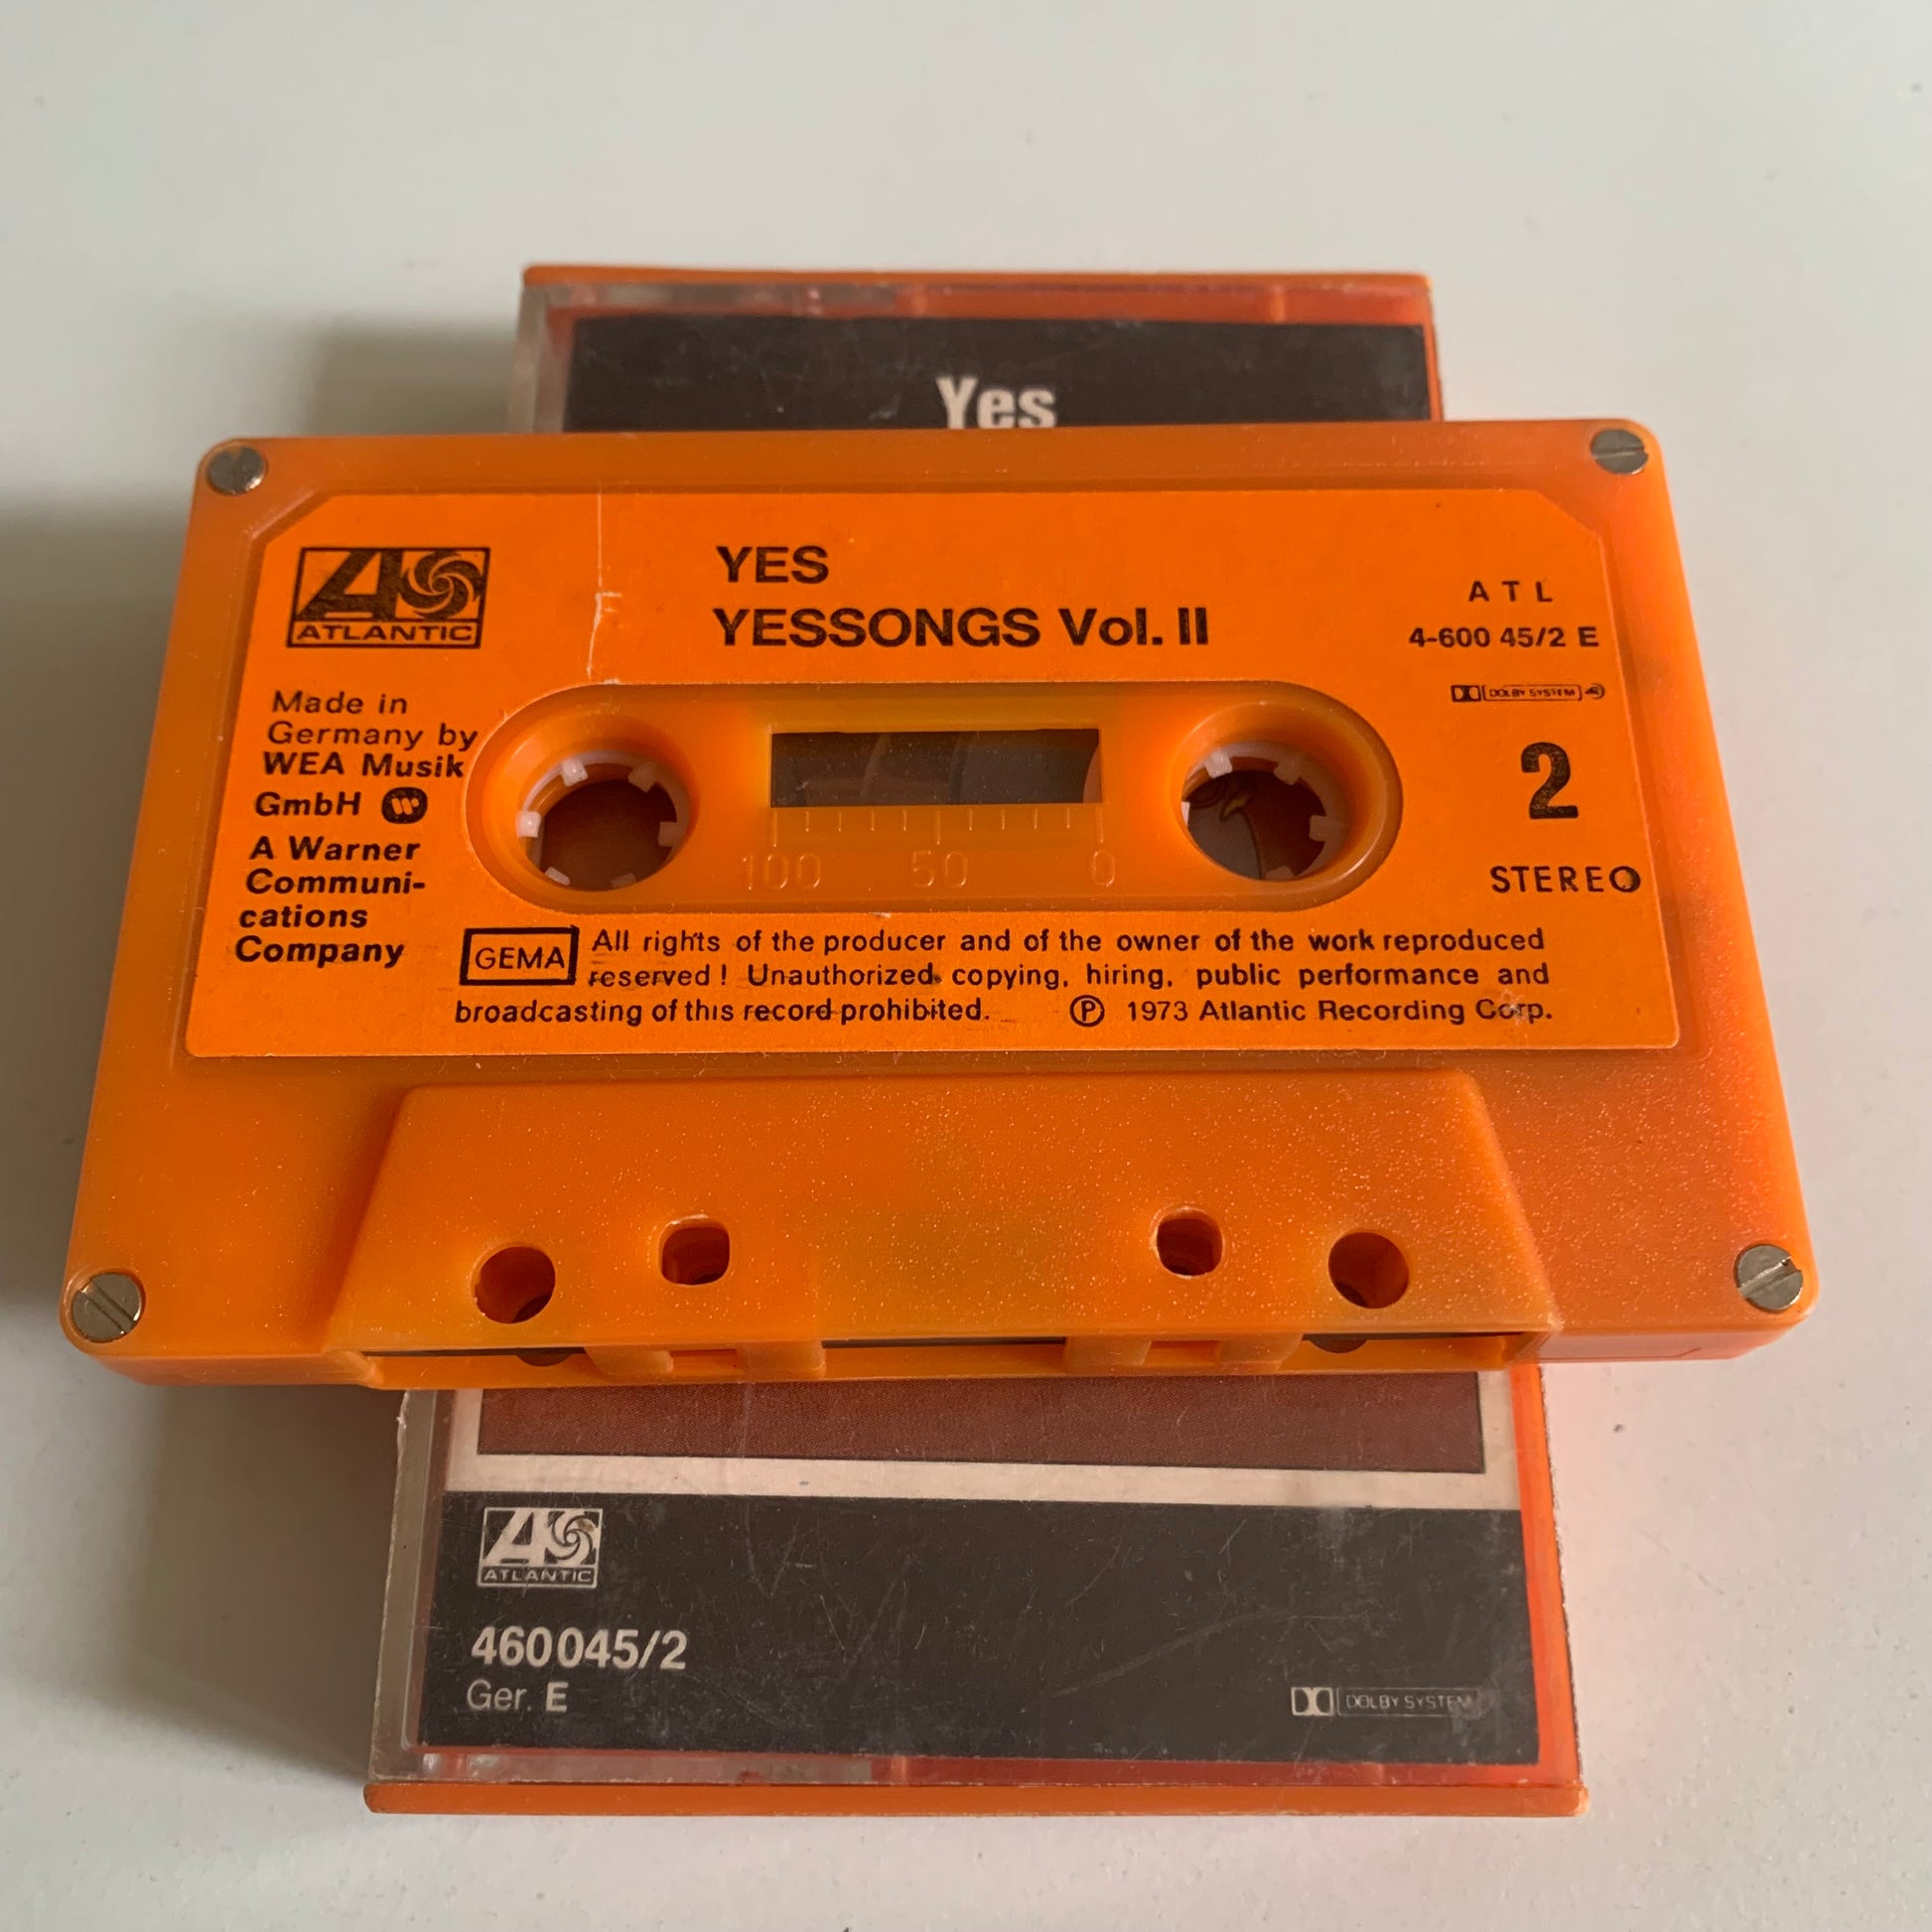 Yes
ATLANTIC
YES
YESSONGS Vol. II
ATL
4-600 45/2 E
DOLBY SYSTEM
Made in
Germany by
WEA Musik
GmbH
A Warner
Communi-
cations
Company
2
STEREO
100 50 0
GEMA
All rights of the producer and of the owner of the work reproduced
reserved! Unauthorized copying, hiring, public performance and
broadcasting of this record prohibited. ℗ 1973 Atlantic Recording Corp.
ATLANTIC
460045/2
Ger. E
DOLBY SYSTEM